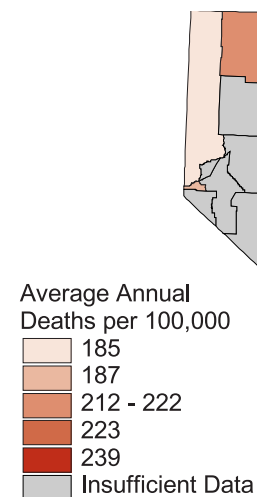 Average Annual
Deaths per 100,000
185
187
212 - 222
223
239
Insufficient Data